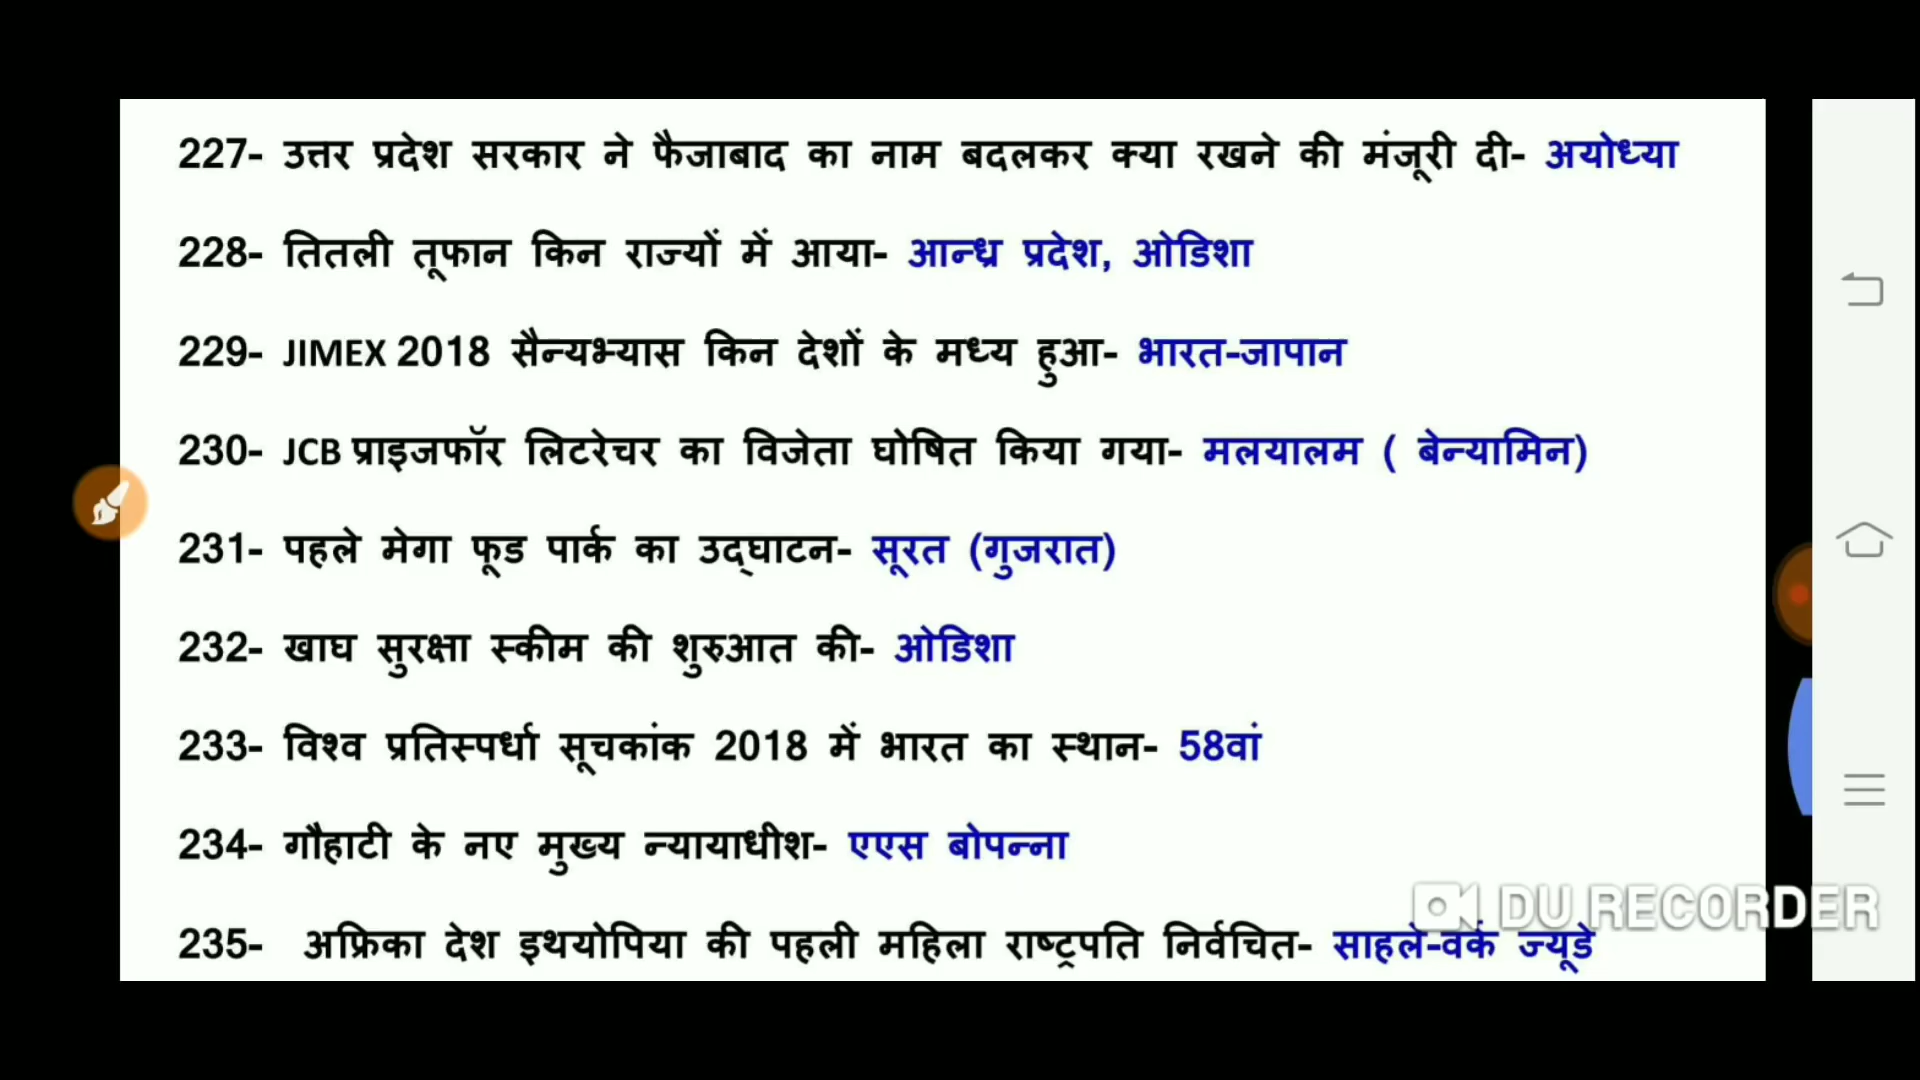 227- उत्तर प्रदेश सरकार ने फैजाबाद का नाम बदलकर क्या रखने की मंजूरी दी- अयोध्या
228- तितली तूफान किन राज्यों में आया- आन्ध्र प्रदेश, ओडिशा
229- JIMEX 2018 सैन्यभ्यास किन देशों के मध्य हुआ- भारत-जापान
230- JCB प्राइजफॉर लिटरेचर का विजेता घोषित किया गया- मलयालम ( बेन्यामिन)
231- पहले मेगा फूड पार्क का उद्घाटन- सूरत (गुजरात)
232- खाघ सुरक्षा स्कीम की शुरुआत की- ओडिशा
233- विश्व प्रतिस्पर्धा सूचकांक 2018 में भारत का स्थान- 58वां
234- गौहाटी के नए मुख्य न्यायाधीश- एएस बोपन्ना
DU RECORDER
235- अफ्रिका देश इथयोपिया की पहली महिला राष्ट्रपति निर्वचित- साहले-वर्क ज्यूडे